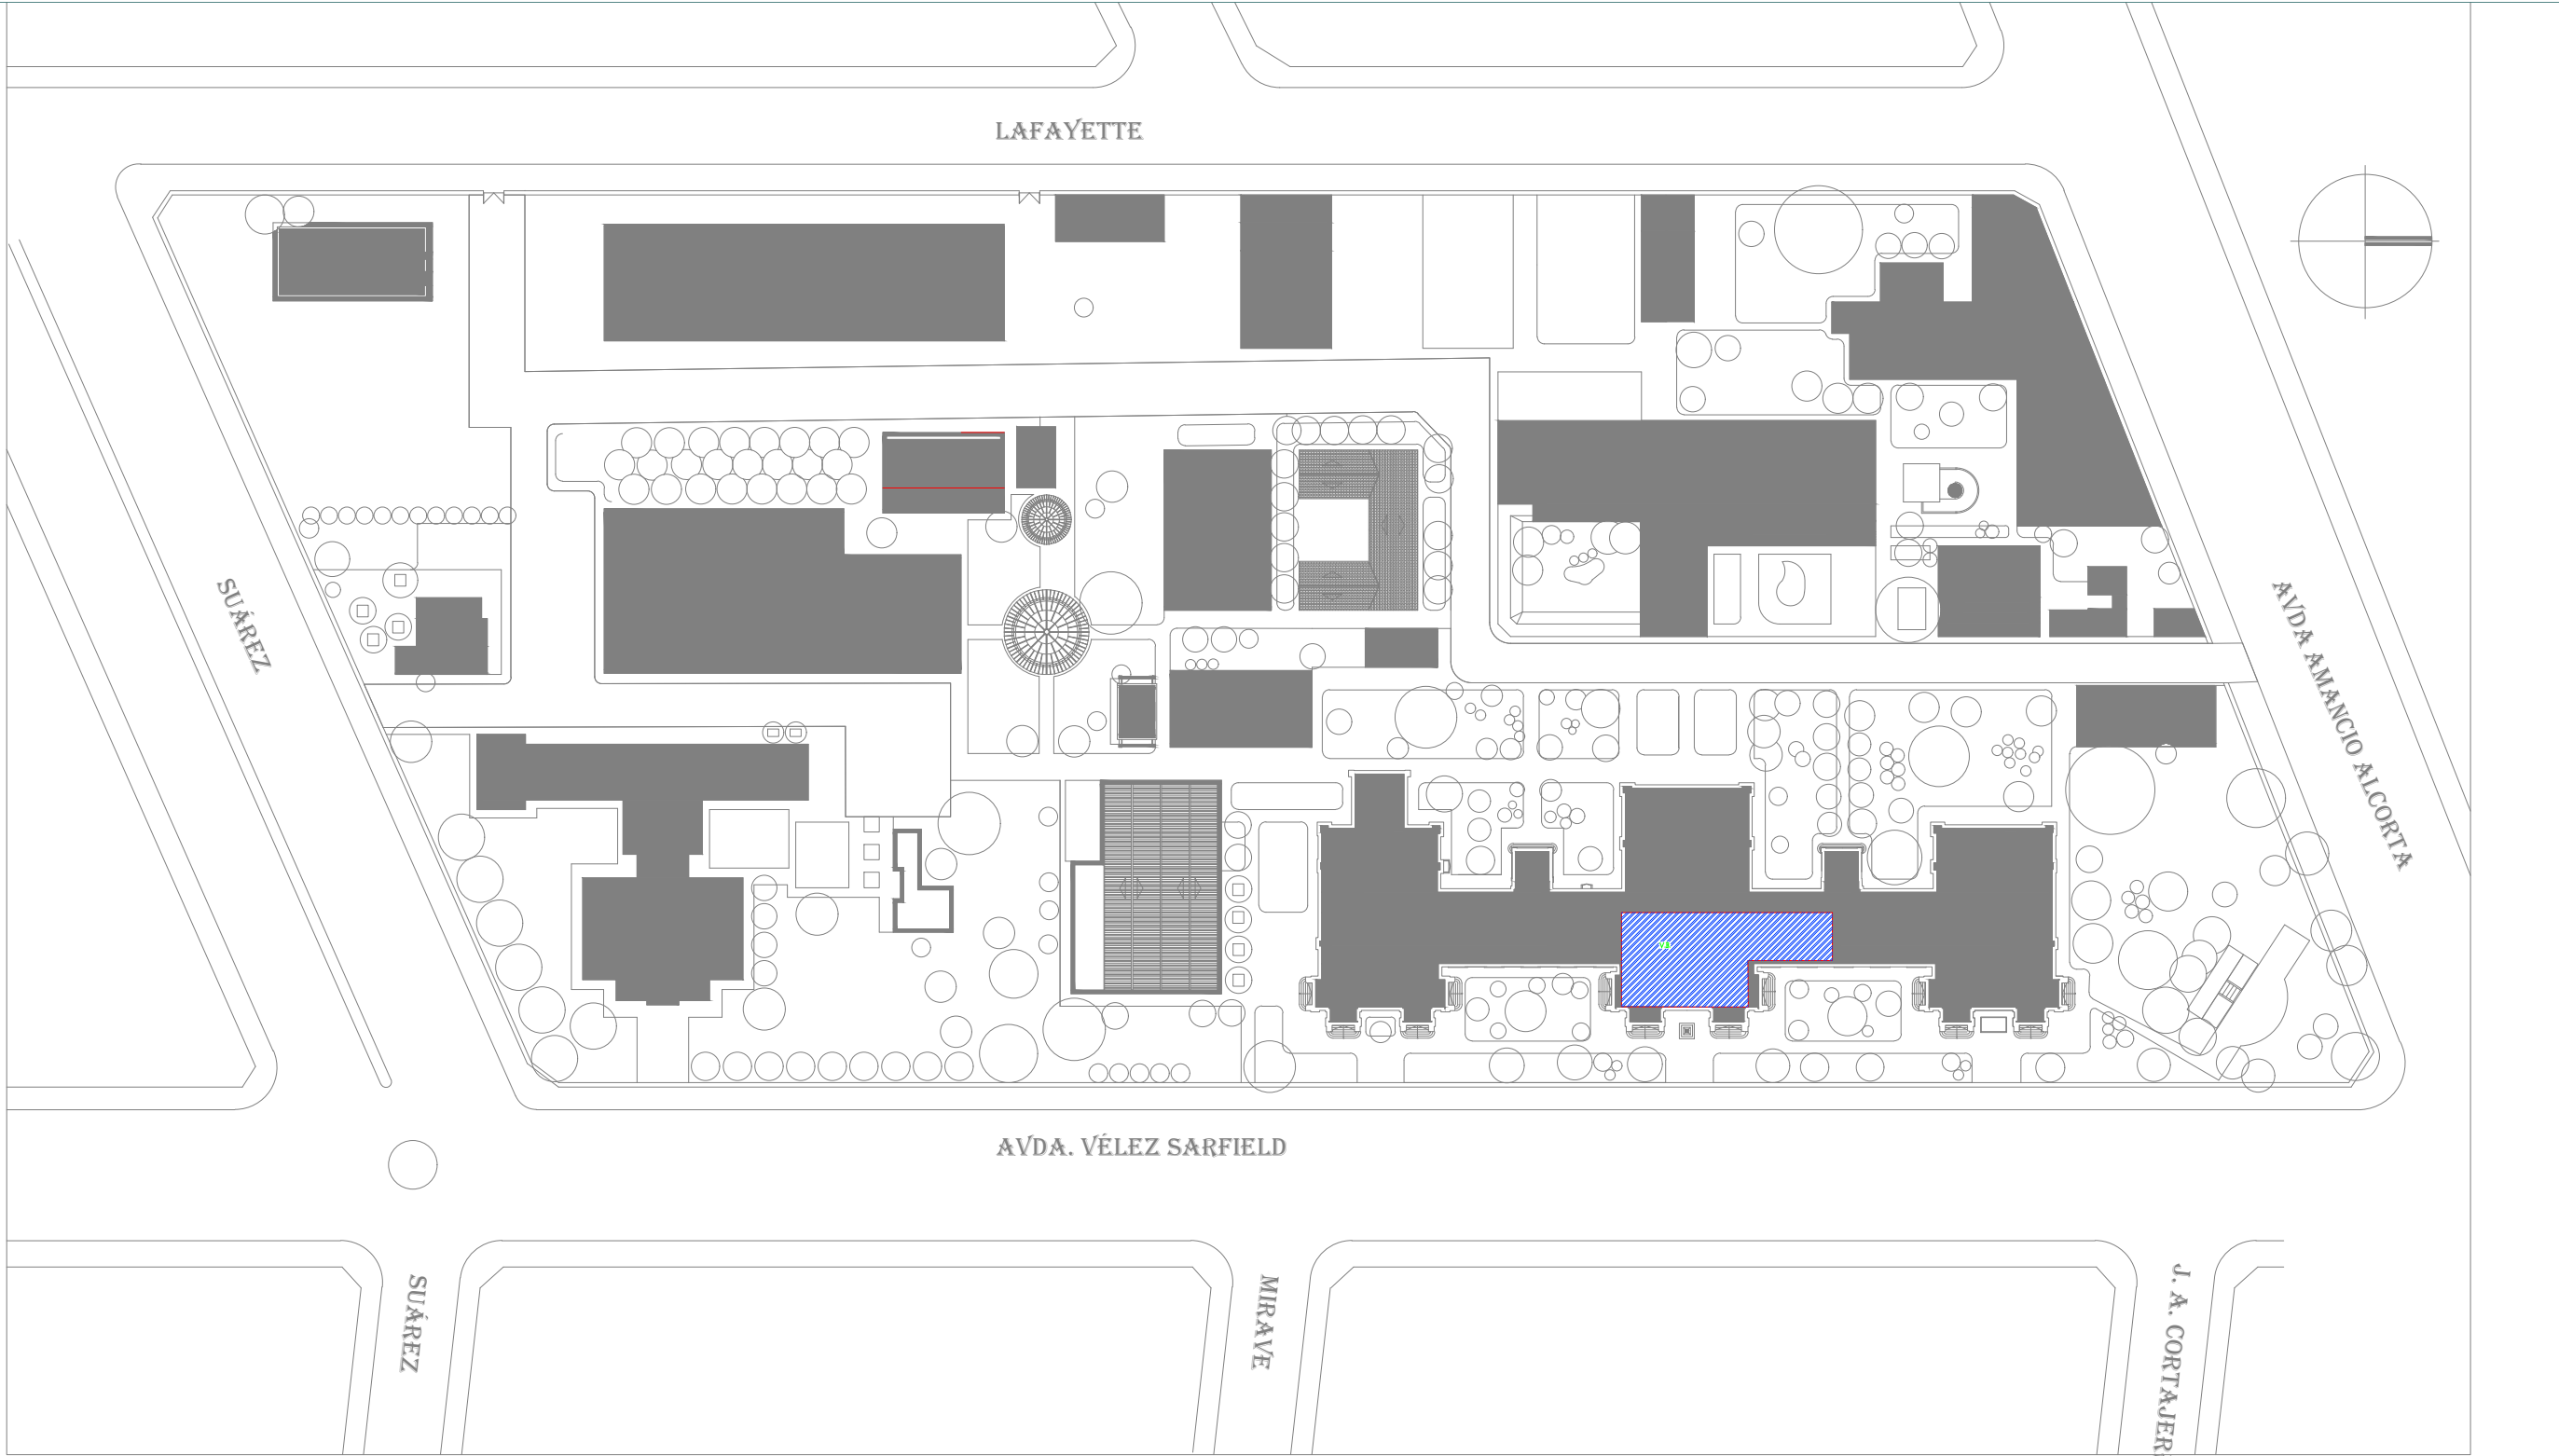 LAFAYETTE
SUÁREZ
AVDA AMANCIO ALCORTA
AVDA. VÉLEZ SARFIELD
SUÁREZ
MIRAVE
J. A. CORTAJER